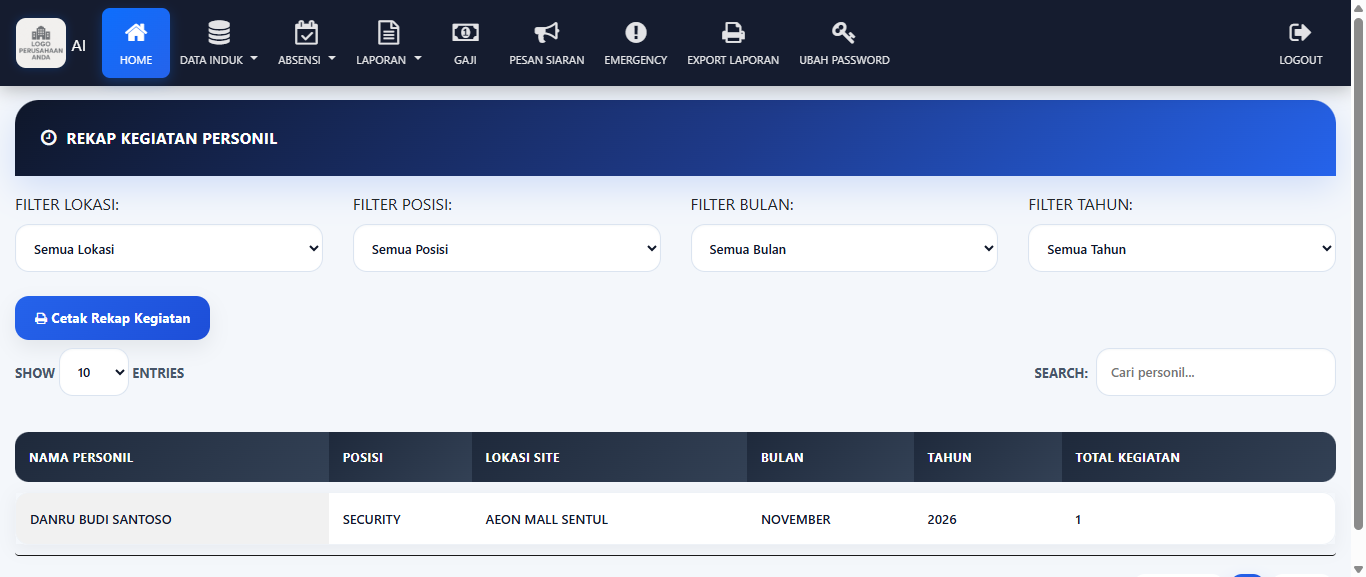 LOGO
PERUSAHAAN
ANDA
AI
HOME
DATA INDUK
ABSENSI
LAPORAN
GAJI
PESAN SIARAN
EMERGENCY
EXPORT LAPORAN
UBAH PASSWORD
LOGOUT
REKAP KEGIATAN PERSONIL
FILTER LOKASI: FILTER POSISI: FILTER BULAN: FILTER TAHUN:
Semua Lokasi Semua Posisi Semua Bulan Semua Tahun
Cetak Rekap Kegiatan
SHOW 10 ENTRIES SEARCH: Cari personil...
NAMA PERSONIL POSISI LOKASI SITE BULAN TAHUN TOTAL KEGIATAN
DANRU BUDI SANTOSO SECURITY AEON MALL SENTUL NOVEMBER 2026 1